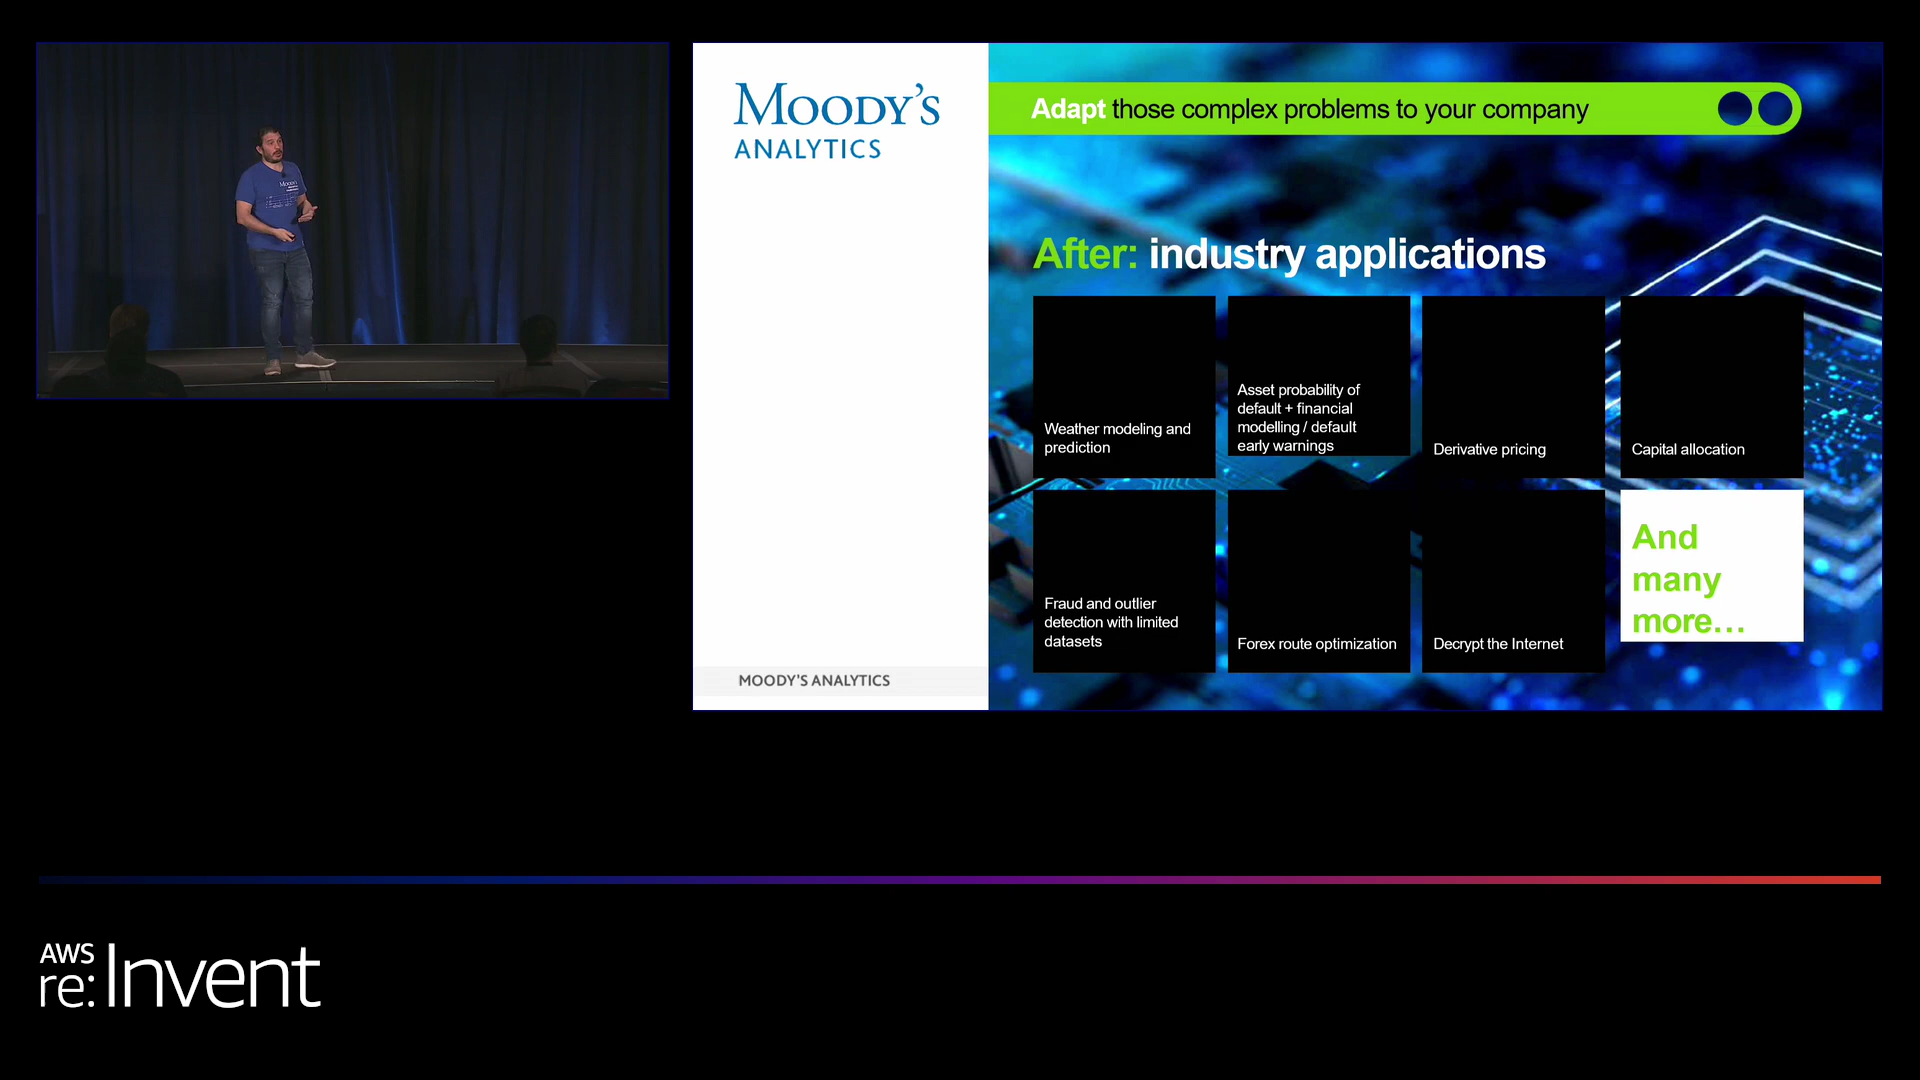 Moody's
MOODY'S
ANALYTICS
Adapt those complex problems to your company
After: industry applications
Weather modeling and
prediction
Asset probability of
default + financial
modelling / default
early warnings
Derivative pricing
Capital allocation
Fraud and outlier
detection with limited
datasets
Forex route optimization
Decrypt the Internet
And
many
more…
MOODY'S ANALYTICS
AWS
re:Invent